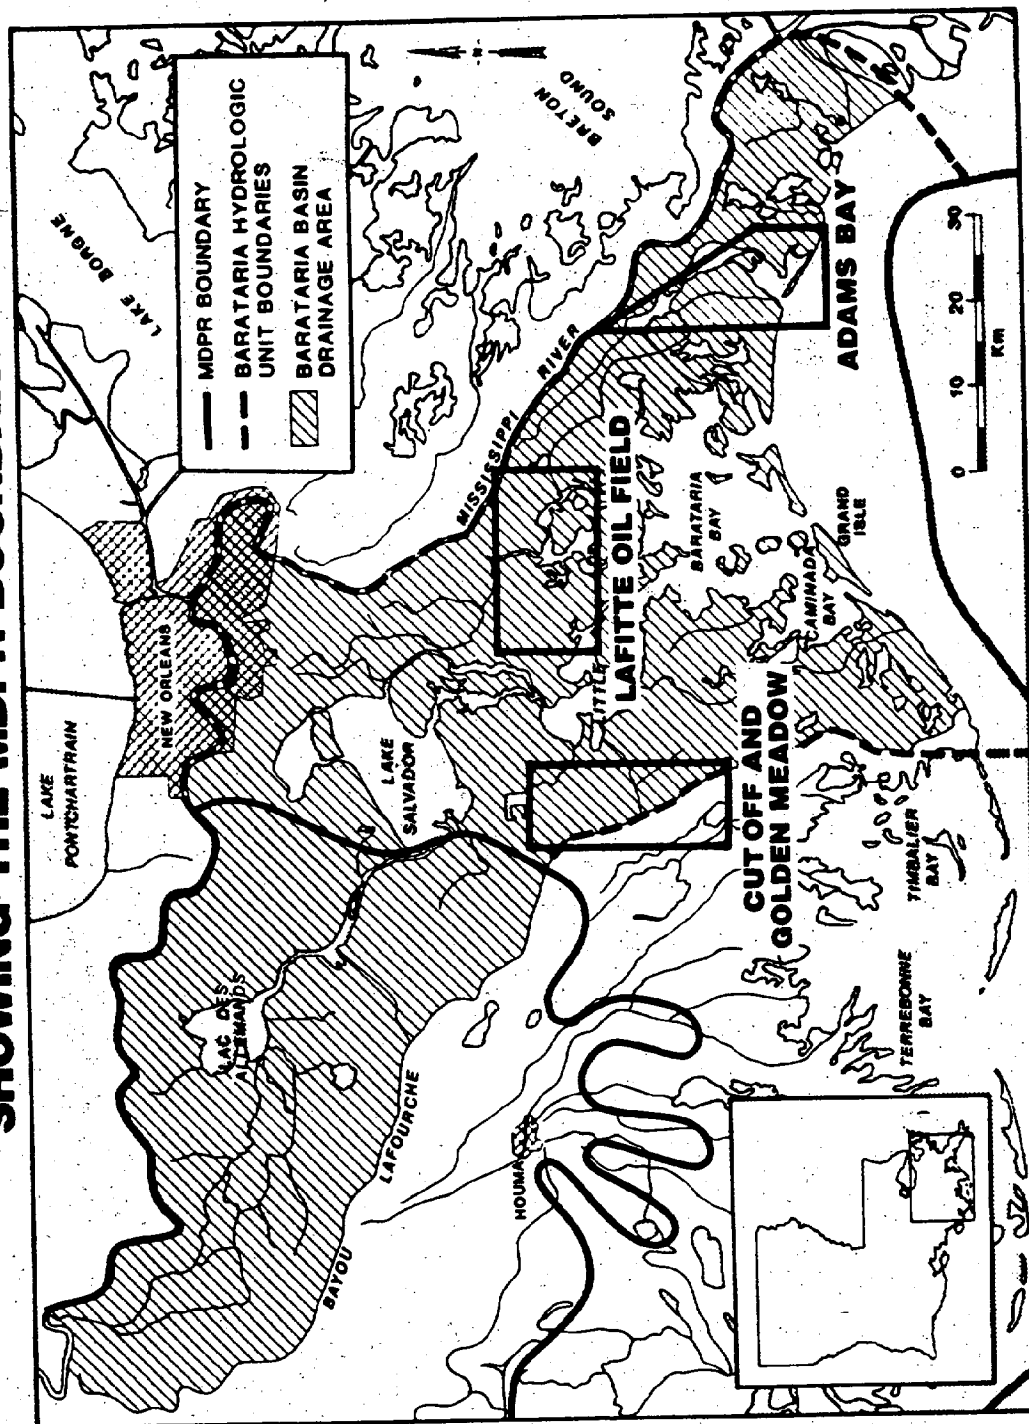 SHOWING THE MDPR BOUNDARY
LAKE
PONTCHARTRAIN
LAKE BORGNE
NEW ORLEANS
MDPR BOUNDARY
BARATARIA HYDROLOGIC
UNIT BOUNDARIES
BARATARIA BASIN
DRAINAGE AREA
N
BRETON
SOUND
LAC DES
ALLEMANDS
LAKE
SALVADOR
MISSISSIPPI
RIVER
BAYOU
LAFOURCHE
HOUMA
LITTLE
LAFITTE OIL FIELD
BARATARIA
BAY
ADAMS BAY
CUT OFF AND
GOLDEN MEADOW
CAMINADA
BAY
GRAND
ISLE
TERREBONNE
BAY
TIMBALIER
BAY
0 10 20 30
Km